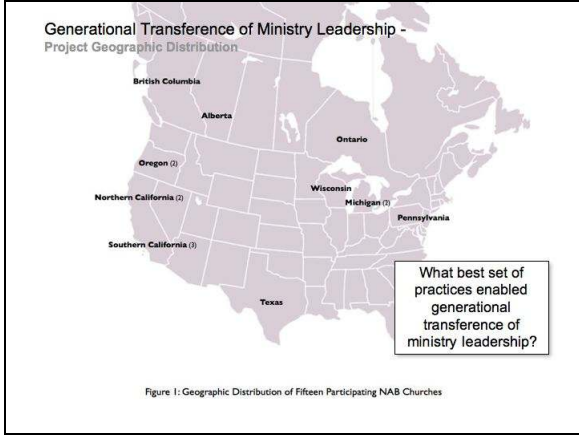 Generational Transference of Ministry Leadership -
Project Geographic Distribution
British Columbia
Alberta
Ontario
Oregon (2)
Wisconsin
Northern California (2)
Michigan (2)
Pennsylvania
Southern California (3)
Texas
What best set of
practices enabled
generational
transference of
ministry leadership?
Figure 1: Geographic Distribution of Fifteen Participating NAB Churches